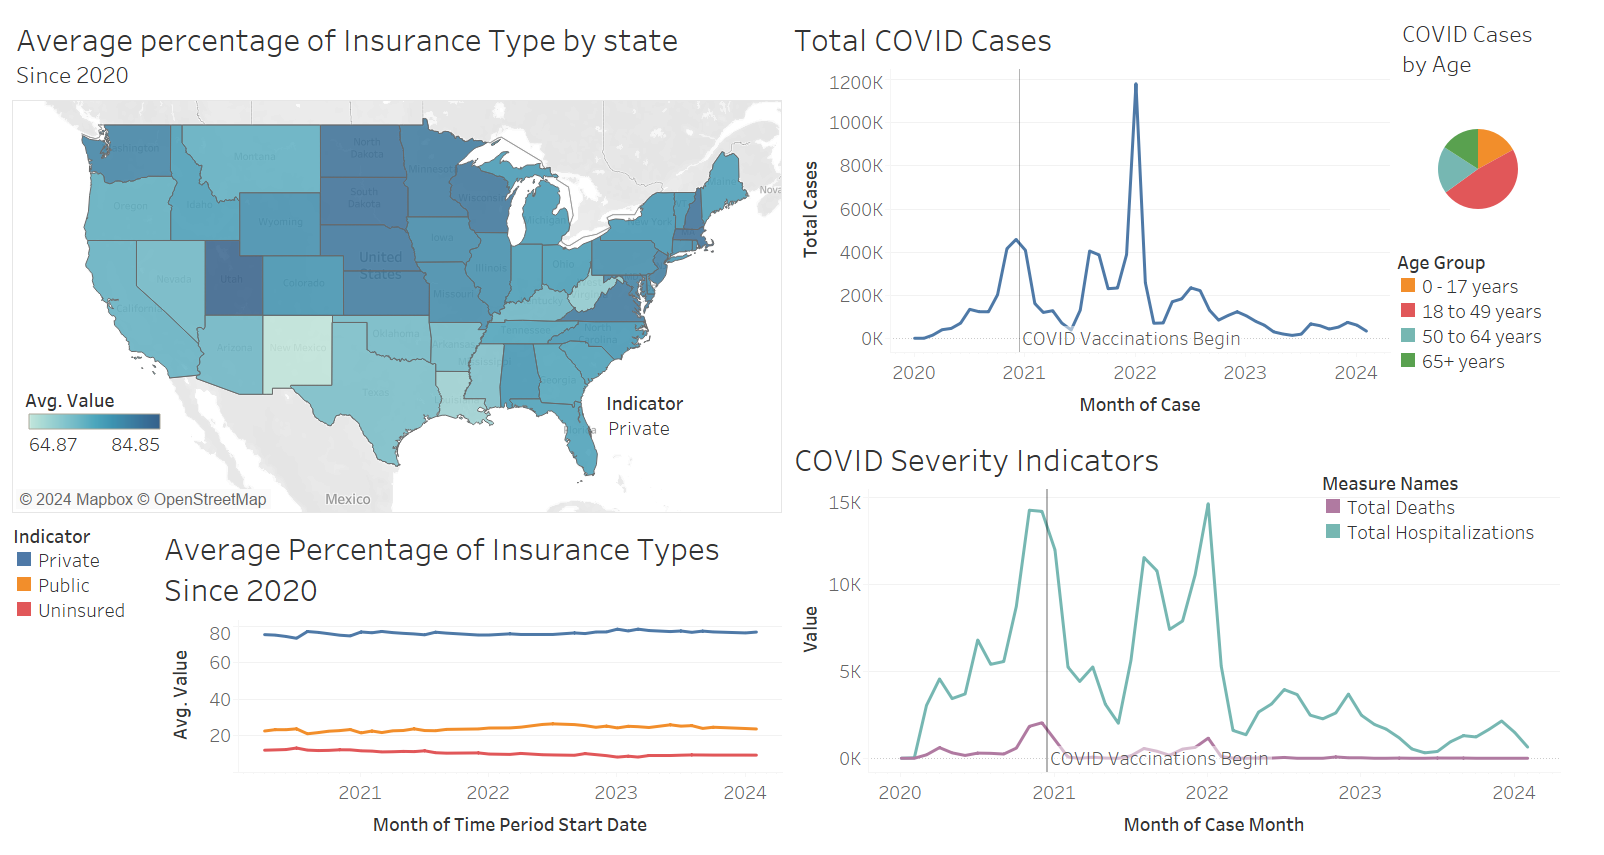 Average percentage of Insurance Type by state
Since 2020
Washington
Montana
North
Dakota
Minnesota
Oregon
Idaho
South
Dakota
Wisconsin
Wyoming
Michigan
New York
Nova
Nevada
Utah
Colorado
United
States
Iowa
Illinois
Ohio
California
Missouri
Kentucky
Arizona
New Mexico
Oklahoma
Arkansas
Tennessee
North
Carolina
Mississippi
Georgia
Texas
Avg. Value
64.87 84.85
Indicator
Private
© 2024 Mapbox © OpenStreetMap
Mexico
Indicator
Private
Public
Uninsured
Average Percentage of Insurance Types
Since 2020
Avg. Value
80
60
40
20
2021 2022 2023 2024
Month of Time Period Start Date
Total COVID Cases
Total Cases
1200K
1000K
800K
600K
400K
200K
0K
COVID Vaccinations Begin
2020 2021 2022 2023 2024
Month of Case
COVID Cases
by Age
Age Group
0 - 17 years
18 to 49 years
50 to 64 years
65+ years
COVID Severity Indicators
Measure Names
Total Deaths
Total Hospitalizations
Value
15K
10K
5K
0K
COVID Vaccinations Begin
2020 2021 2022 2023 2024
Month of Case Month